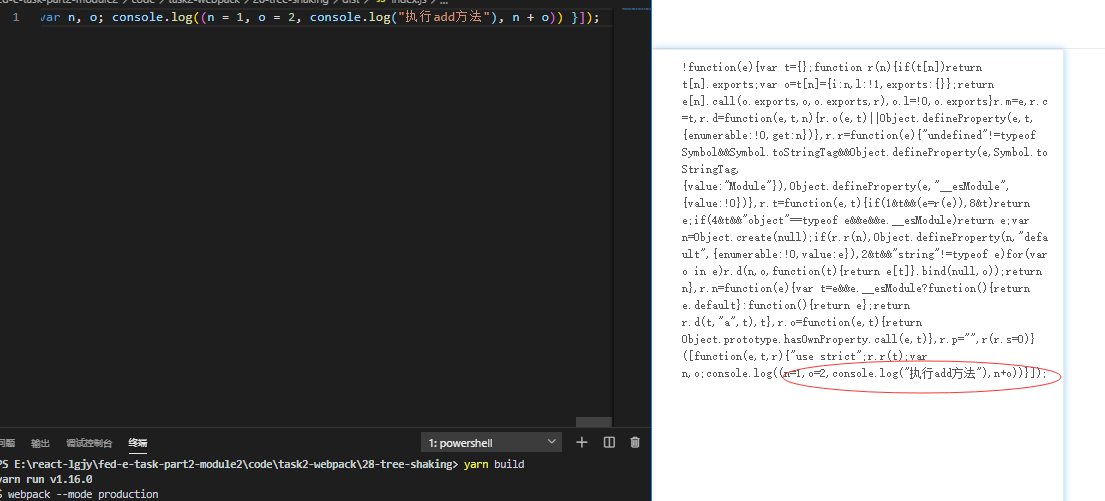 ed-e-task-part2-module2 > code > task2-webpack > 28-tree-shaking > dist > JS index.js > ...
1 var n, o; console.log((n = 1, o = 2, console.log("执行add方法"), n + o)) }]);
!function(e){var t={};function r(n){if(t[n])return
t[n].exports;var o=t[n]={i:n,l:!1,exports:{}};return
e[n].call(o.exports,o,o.exports,r),o.l=!0,o.exports}r.m=e,r.c
=t,r.d=function(e,t,n){r.o(e,t)||Object.defineProperty(e,t,
{enumerable:!0,get:n})},r.r=function(e){"undefined"!=typeof
Symbol&&Symbol.toStringTag&&Object.defineProperty(e,Symbol.to
StringTag,
{value:"Module"}),Object.defineProperty(e,"__esModule",
{value:!0})},r.t=function(e,t){if(1&t&&(e=r(e)),8&t)return
e;if(4&t&&"object"==typeof e&&e&&e.__esModule)return e;var
n=Object.create(null);if(r.r(n),Object.defineProperty(n,"defa
ult",{enumerable:!0,value:e}),2&t&&"string"!=typeof e)for(var
o in e)r.d(n,o,function(t){return e[t]}.bind(null,o));return
n},r.n=function(e){var t=e&&e.__esModule?function(){return
e.default}:function(){return e};return
r.d(t,"a",t),t},r.o=function(e,t){return
Object.prototype.hasOwnProperty.call(e,t)},r.p="",r(r.s=0)}
([function(e,t,r){"use strict";r.r(t);var
n,o;console.log((n=1,o=2,console.log("执行add方法"),n+o))}]);
问题 输出 调试控制台 终端 1: powershell
PS E:\react-lgjy\fed-e-task-part2-module2\code\task2-webpack\28-tree-shaking> yarn build
yarn run v1.16.0
$ webpack --mode production